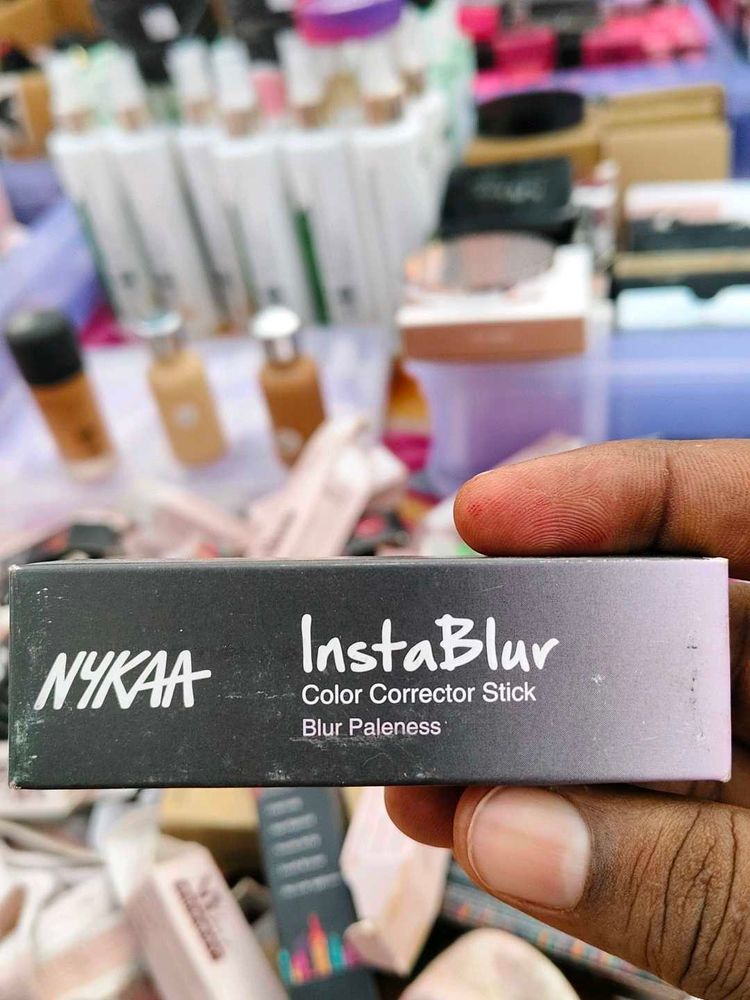 NYKAA
InstaBlur
Color Corrector Stick
Blur Paleness